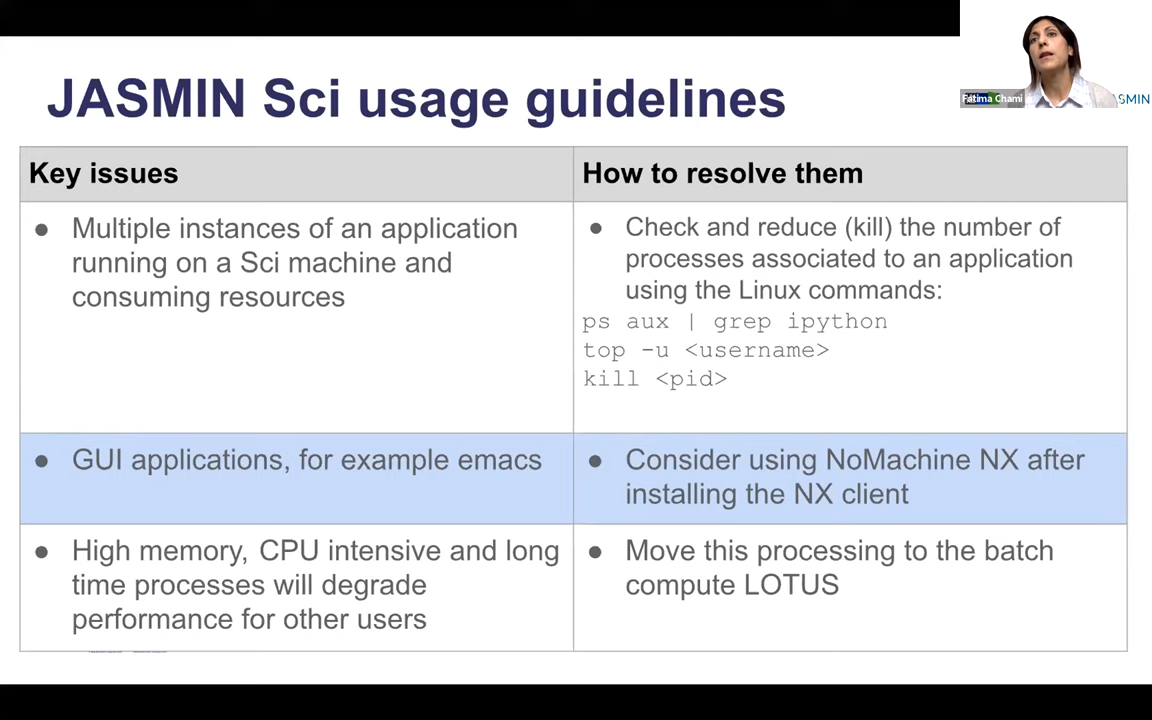 JASMIN Sci usage guidelines
Fatima Chami
SMIN
Key issues
How to resolve them
● Multiple instances of an application
running on a Sci machine and
consuming resources
● Check and reduce (kill) the number of
processes associated to an application
using the Linux commands:
ps aux | grep ipython
top -u <username>
kill <pid>
● GUI applications, for example emacs
● Consider using NoMachine NX after
installing the NX client
● High memory, CPU intensive and long
time processes will degrade
performance for other users
● Move this processing to the batch
compute LOTUS